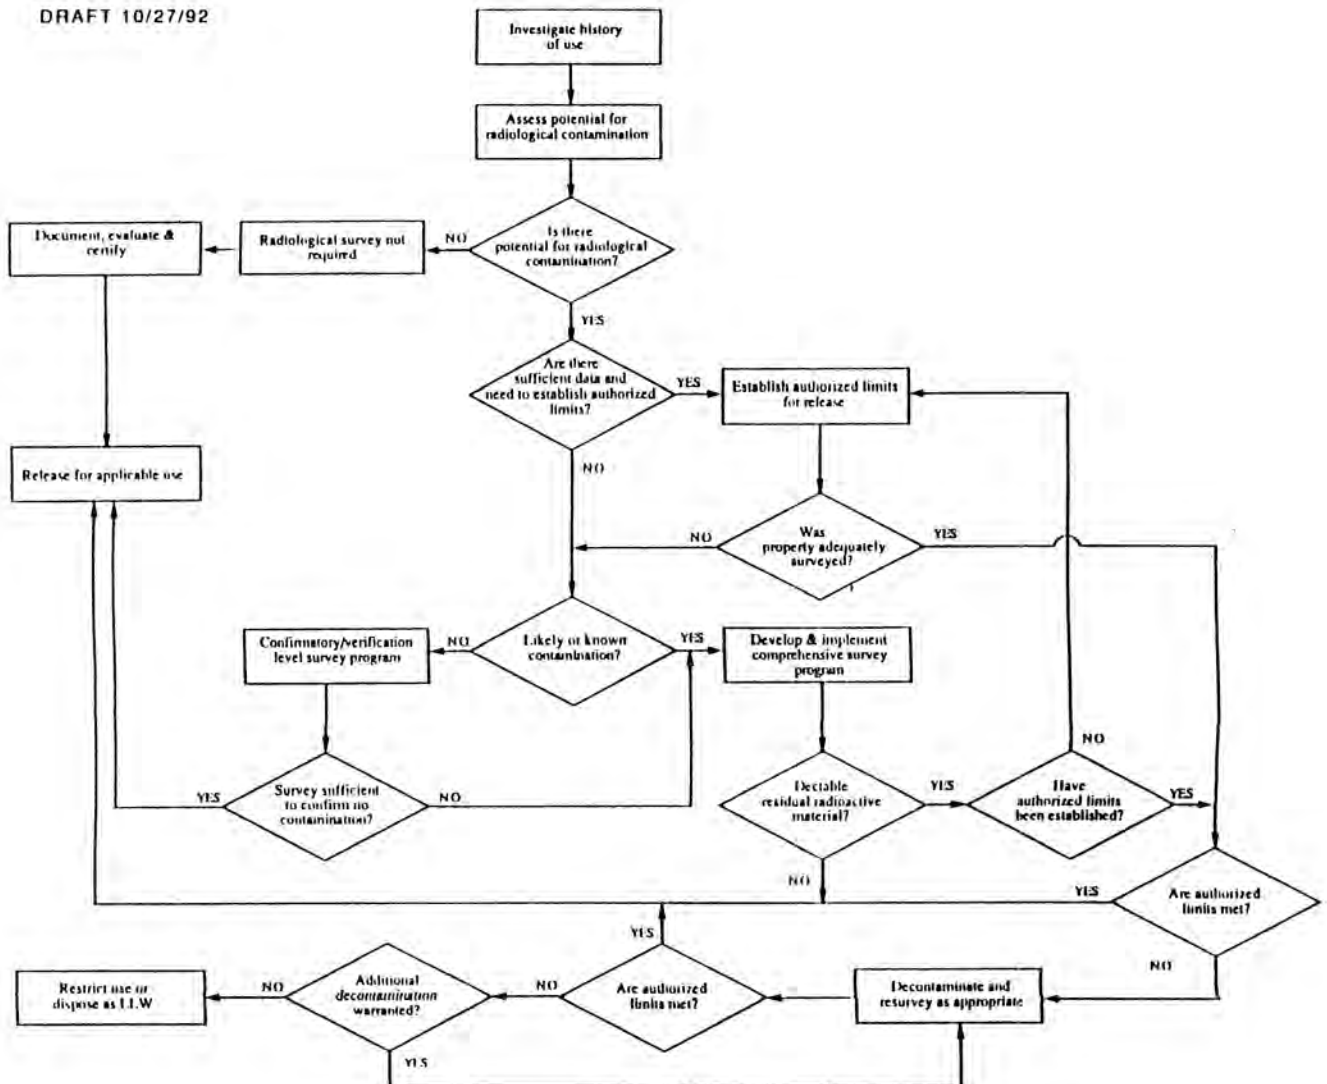 DRAFT 10/27/92
Investigate history
of use
Assess potential for
radiological contamination
Is there
potential for radiological
contamination?
NO
Radiological survey not
required
Document, evaluate &
certify
YES
Are there
sufficient data and
need to establish authorized
limits?
YES
Establish authorized limits
for release
Release for applicable use
NO
Was
property adequately
surveyed?
NO
YES
Likely or known
contamination?
NO
YES
Confirmatory/verification
level survey program
Develop & implement
comprehensive survey
program
NO
Survey sufficient
to confirm no
contamination?
YES
NO
Dectable
residual radioactive
material?
YES
Have
authorized limits
been established?
YES
NO
YES
Are authorized
limits met?
YES
NO
Restrict use or
dispose as LLW
NO
Additional
decontamination
warranted?
NO
Are authorized
limits met?
Decontaminate and
resurvey as appropriate
YES